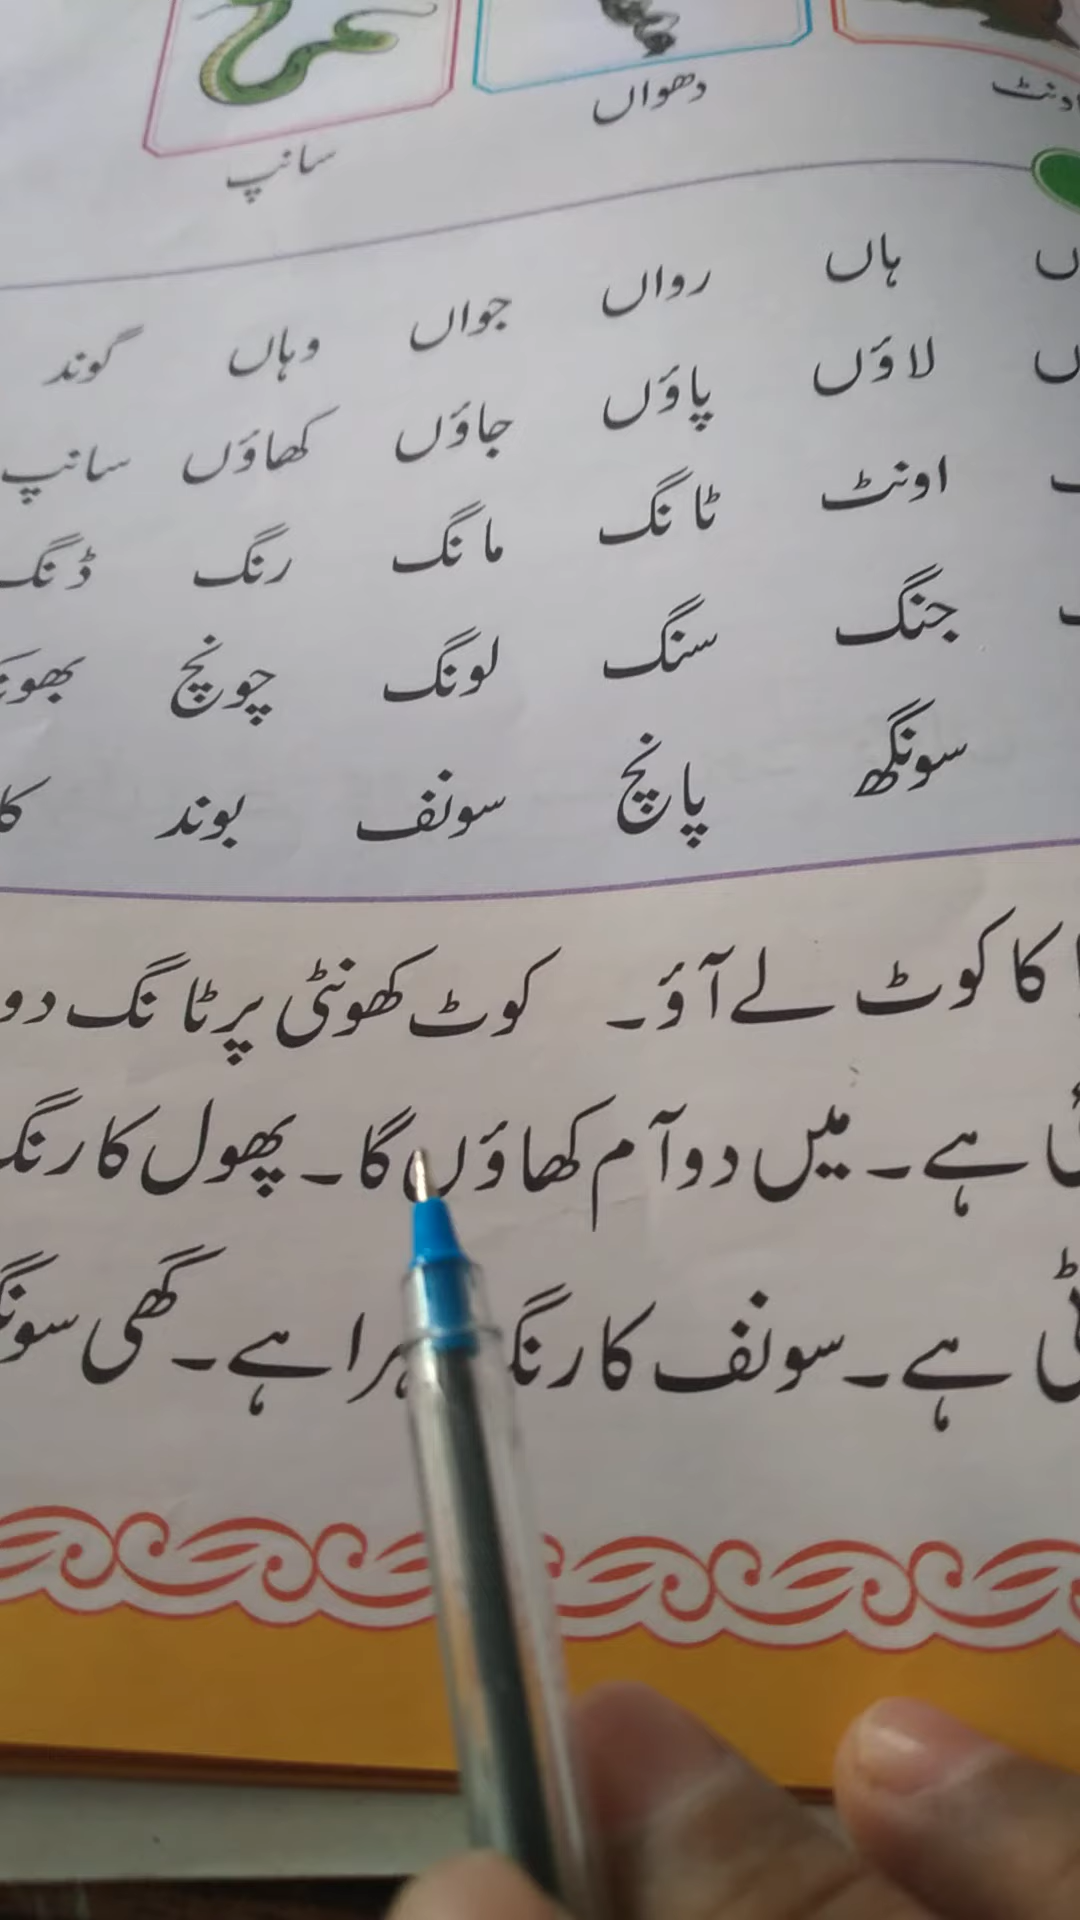 دھواں سانپ
ہاں رواں جواں وہاں گوند
لاؤں پاؤں جاؤں کھاؤں سانپ
اونٹ ٹانگ مانگ رنگ ڈنگ
جنگ سنگ لونگ چونچ
سونگھ پانچ سونف بوند
کا کوٹ لے آؤ۔ کوٹ کھونٹی پر ٹانگ دو
ہے۔ میں دو آم کھاؤں گا۔ پھول کا رنگ
ہے۔ سونف کا رنگ ہرا ہے۔ گھی